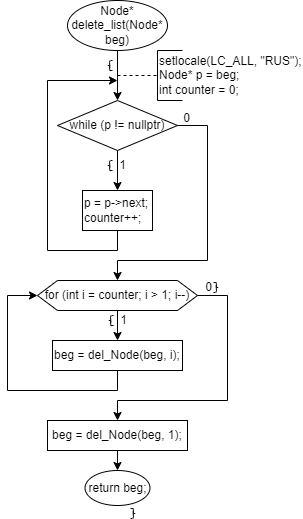 Node*
delete_list(Node*
beg)
{
setlocale(LC_ALL, "RUS");
Node* p = beg;
int counter = 0;
while (p != nullptr)
0
{ 1
p = p->next;
counter++;
for (int i = counter; i > 1; i--)
0}
{ 1
beg = del_Node(beg, i);
beg = del_Node(beg, 1);
return beg;
}